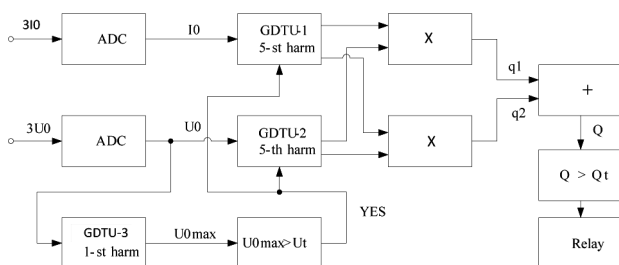 3I0
ADC
I0
GDTU-1
5-st harm
X
q1
+
q2
3U0
ADC
U0
GDTU-2
5-th harm
X
Q
Q > Qt
YES
GDTU-3
1-st harm
U0max
U0max>Ut
Relay